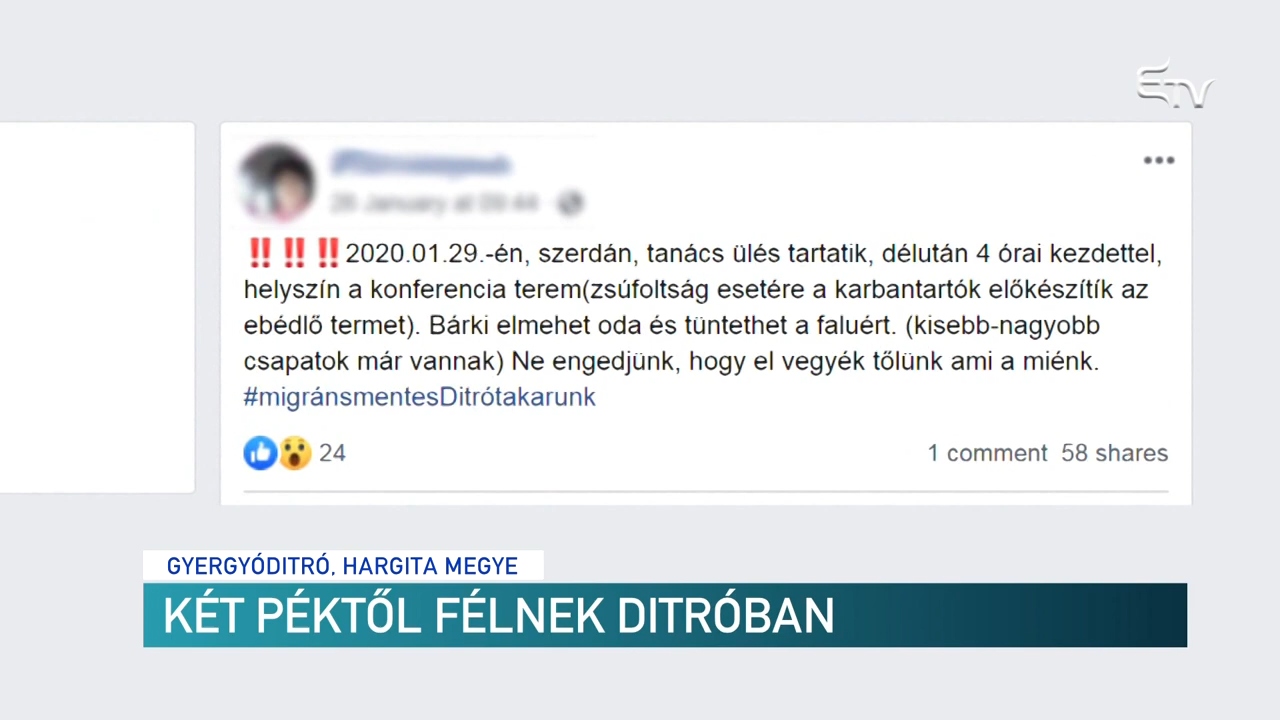 ETV
‼‼‼2020.01.29.-én, szerdán, tanács ülés tartatik, délután 4 órai kezdettel,
helyszín a konferencia terem(zsúfoltság esetére a karbantartók előkészítík az
ebédlő termet). Bárki elmehet oda és tüntethet a faluért. (kisebb-nagyobb
csapatok már vannak) Ne engedjünk, hogy el vegyék tőlünk ami a miénk.
#migránsmentesDitrótakarunk
24
1 comment 58 shares
GYERGYÓDITRÓ, HARGITA MEGYE
KÉT PÉKTŐL FÉLNEK DITRÓBAN